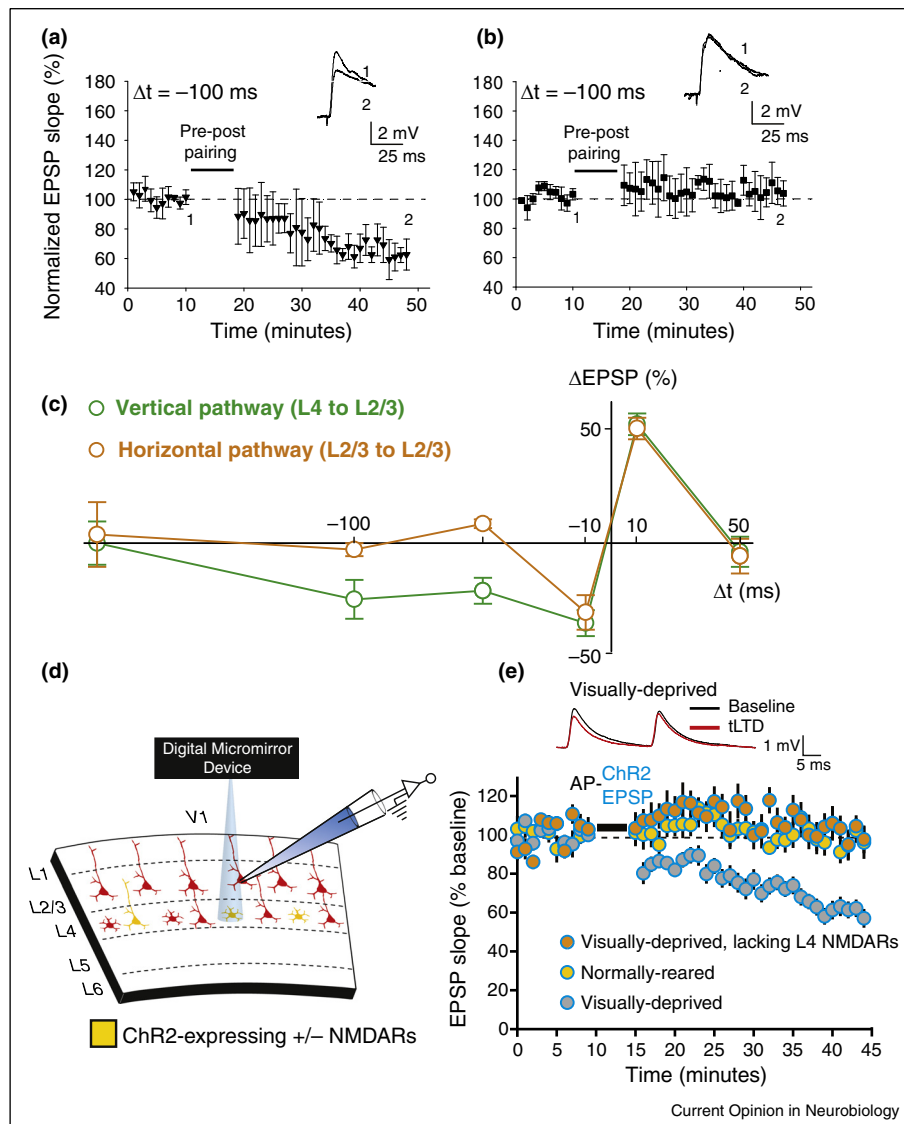 (a)
Normalized EPSP slope (%)
180
160
140
120
100
80
60
40
Δt = −100 ms
Pre-post
pairing
1
2
1
2
2 mV
25 ms
0 10 20 30 40 50
Time (minutes)
(b)
180
160
140
120
100
80
60
40
Δt = −100 ms
Pre-post
pairing
1
2
1
2
2 mV
25 ms
0 10 20 30 40 50
Time (minutes)
(c)
Vertical pathway (L4 to L2/3)
Horizontal pathway (L2/3 to L2/3)
ΔEPSP (%)
50
−100
−10
10
50
Δt (ms)
−50
(d)
Digital Micromirror
Device
V1
L1
L2/3
L4
L5
L6
ChR2-expressing +/− NMDARs
(e)
Visually-deprived
Baseline
tLTD
1 mV
5 ms
AP-ChR2
EPSP
EPSP slope (% baseline)
120
100
80
60
40
20
0
Visually-deprived, lacking L4 NMDARs
Normally-reared
Visually-deprived
0 5 10 15 20 25 30 35 40 45
Time (minutes)
Current Opinion in Neurobiology